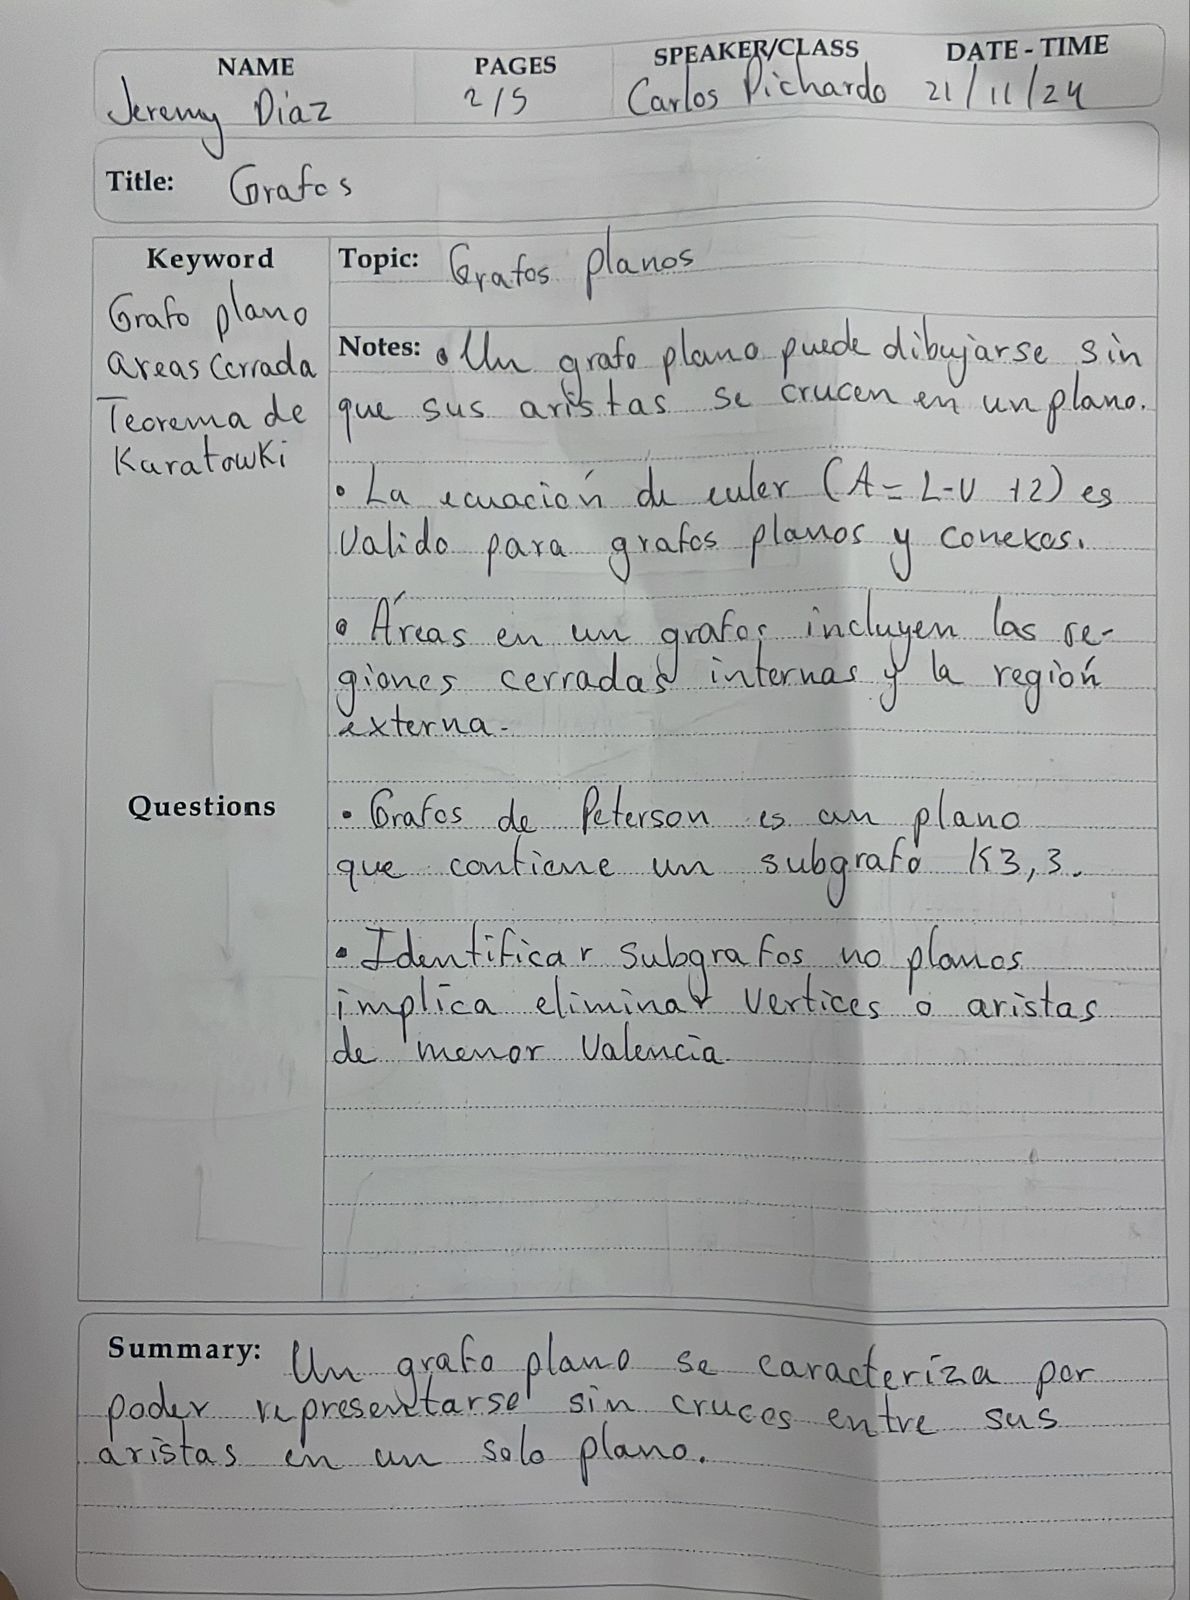 NAME PAGES SPEAKER/CLASS DATE - TIME
Jeremy Diaz 2/5 Carlos Pichardo 21/11/24
Title: Grafos
Keyword
Grafo plano
areas Cerrada
Teorema de
Karatowki
Topic: Grafos planos
Notes: • Un grafo plano puede dibujarse sin
que sus aristas se crucen en un plano.
• La ecuación de euler (A = L-V +2) es
Valido para grafos planos y conexos.
• Áreas en un grafos incluyen las re-
giones cerradas internas y la región
externa.
Questions
• Grafos de Peterson es un plano
que contiene un subgrafo K3,3.
• Identificar subgrafos no planos
implica eliminar vertices o aristas
de menor Valencia.
Summary: Un grafo plano se caracteriza por
poder representarse sin cruces entre sus
aristas en un solo plano.